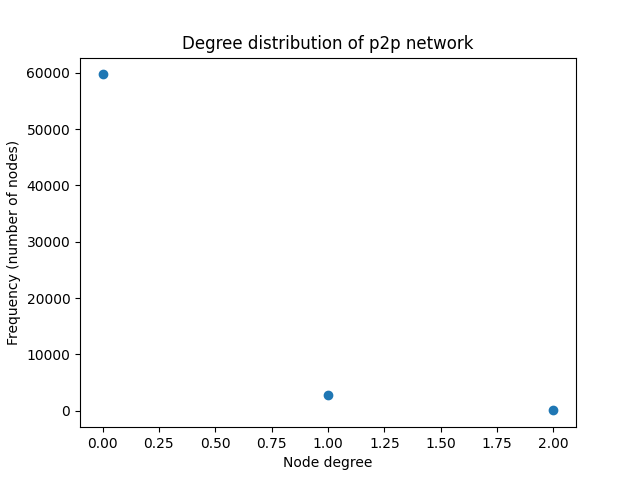 Degree distribution of p2p network
Frequency (number of nodes)
60000
50000
40000
30000
20000
10000
0
0.00 0.25 0.50 0.75 1.00 1.25 1.50 1.75 2.00
Node degree